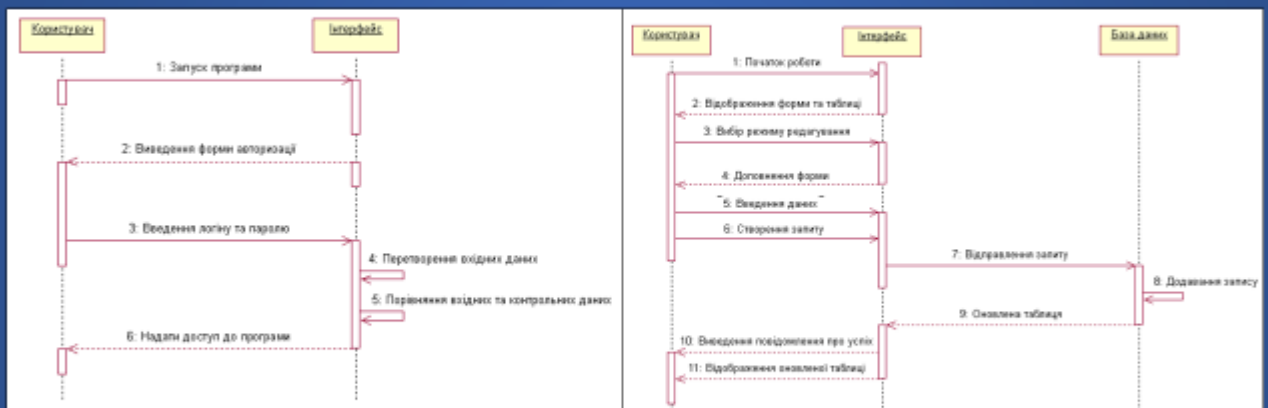 Користувач
Інтерфейс
1: Запуск програми
2: Виведення форми авторизації
3: Введення логіну та паролю
4: Перетворення вхідних даних
5: Порівняня вхідних та контрольних даних
6: Надати доступ до програми
Користувач
Інтерфейс
База даних
1: Початок роботи
2: Відображення форми та таблиці
3: Вибір режиму редагування
4: Доповнення форми
5: Введення даних
6: Створення запиту
7: Відправлення запиту
8: Додавання запису
9: Оновлена таблиця
10: Виведення повідомлення про успіх
11: Відображення оновленої таблиці